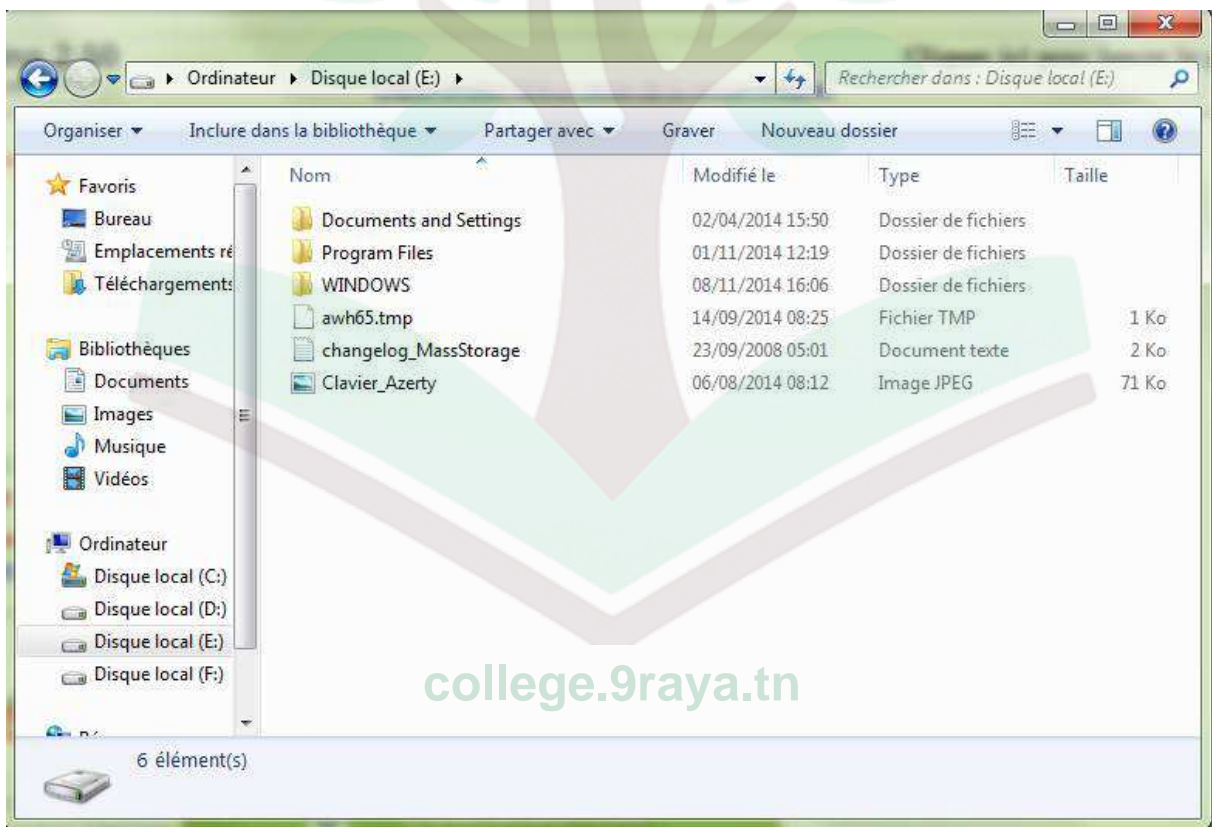 Ordinateur ▸ Disque local (E:) ▸ Rechercher dans : Disque local (E:)
Organiser Inclure dans la bibliothèque Partager avec Graver Nouveau dossier
Favoris
Bureau
Emplacements ré
Téléchargements
Bibliothèques
Documents
Images
Musique
Vidéos
Ordinateur
Disque local (C:)
Disque local (D:)
Disque local (E:)
Disque local (F:)
Nom Modifié le Type Taille
Documents and Settings 02/04/2014 15:50 Dossier de fichiers
Program Files 01/11/2014 12:19 Dossier de fichiers
WINDOWS 08/11/2014 16:06 Dossier de fichiers
awh65.tmp 14/09/2014 08:25 Fichier TMP 1 Ko
changelog_MassStorage 23/09/2008 05:01 Document texte 2 Ko
Clavier_Azerty 06/08/2014 08:12 Image JPEG 71 Ko
college.9raya.tn
6 élément(s)